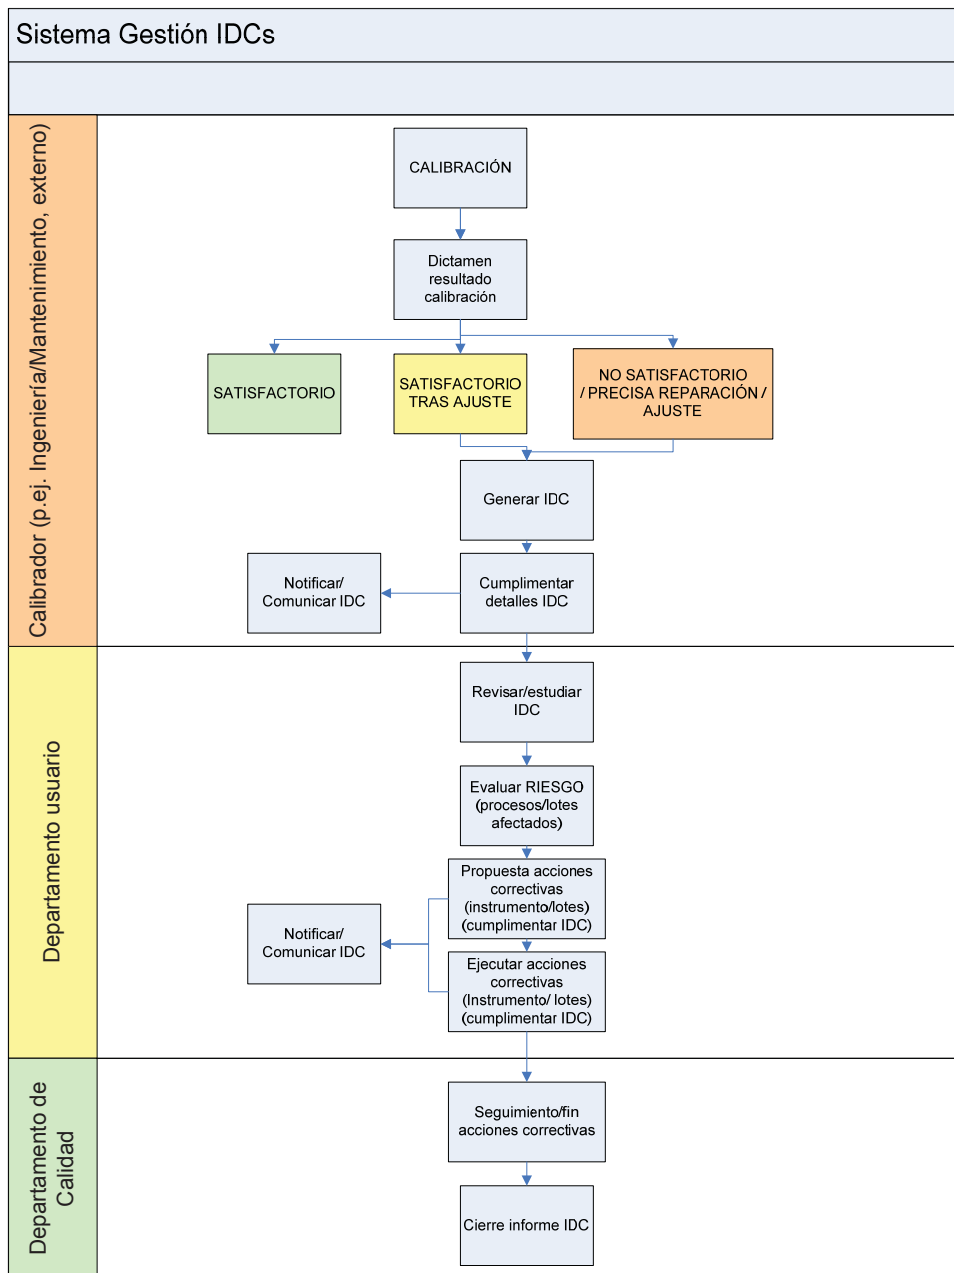 Sistema Gestión IDCs
Calibrador (p.ej. Ingeniería/Mantenimiento, externo)
CALIBRACIÓN
Dictamen
resultado
calibración
SATISFACTORIO
SATISFACTORIO
TRAS AJUSTE
NO SATISFACTORIO
/ PRECISA REPARACIÓN /
AJUSTE
Generar IDC
Notificar/
Comunicar IDC
Cumplimentar
detalles IDC
Departamento usuario
Revisar/estudiar
IDC
Evaluar RIESGO
(procesos/lotes
afectados)
Propuesta acciones
correctivas
(instrumento/lotes)
(cumplimentar IDC)
Notificar/
Comunicar IDC
Ejecutar acciones
correctivas
(Instrumento/ lotes)
(cumplimentar IDC)
Departamento de
Calidad
Seguimiento/fin
acciones correctivas
Cierre informe IDC